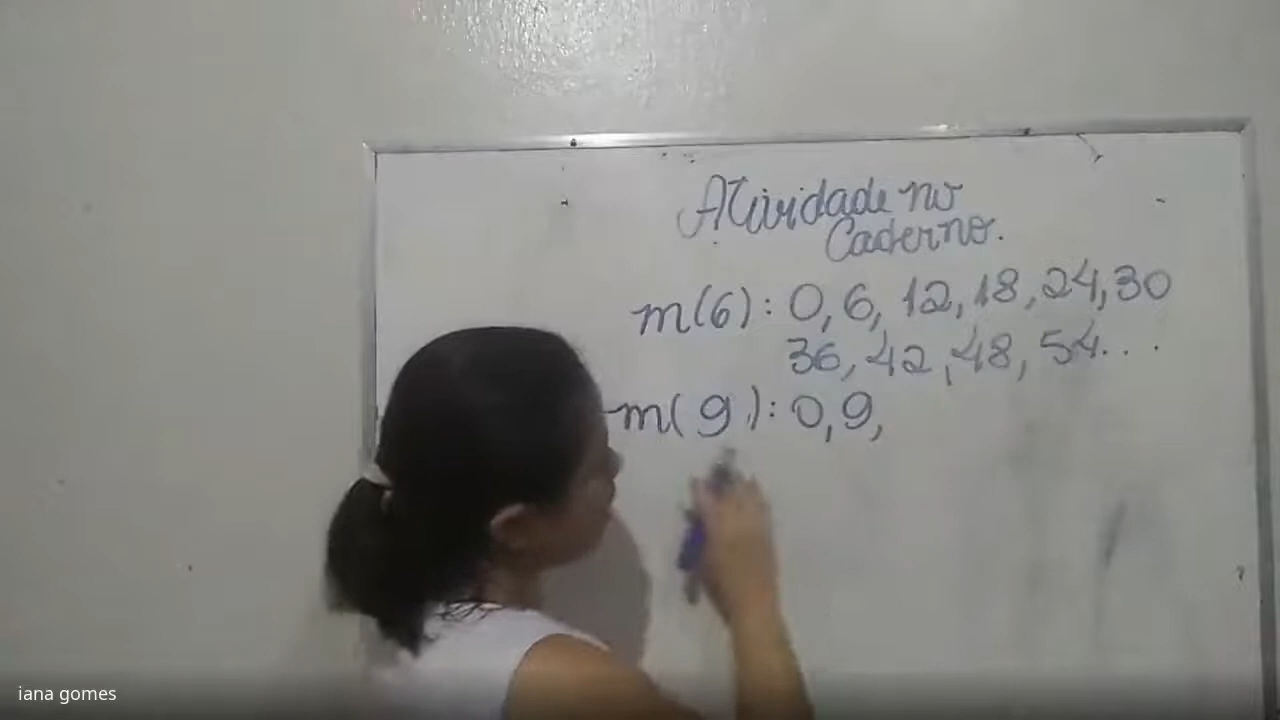 Atividade no
Caderno.
m(6): 0, 6, 12, 18, 24, 30
36, 42, 48, 54...
m(9): 0, 9,
iana gomes